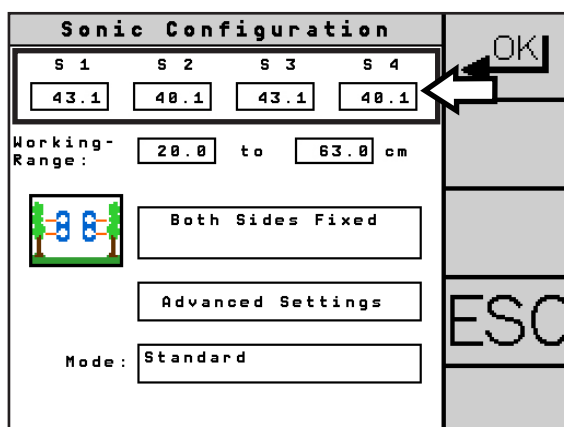 Sonic Configuration
S 1 S 2 S 3 S 4
43.1 40.1 43.1 40.1
Working-
Range: 20.0 to 63.0 cm
Both Sides Fixed
Advanced Settings
Mode: Standard
OK
ESC